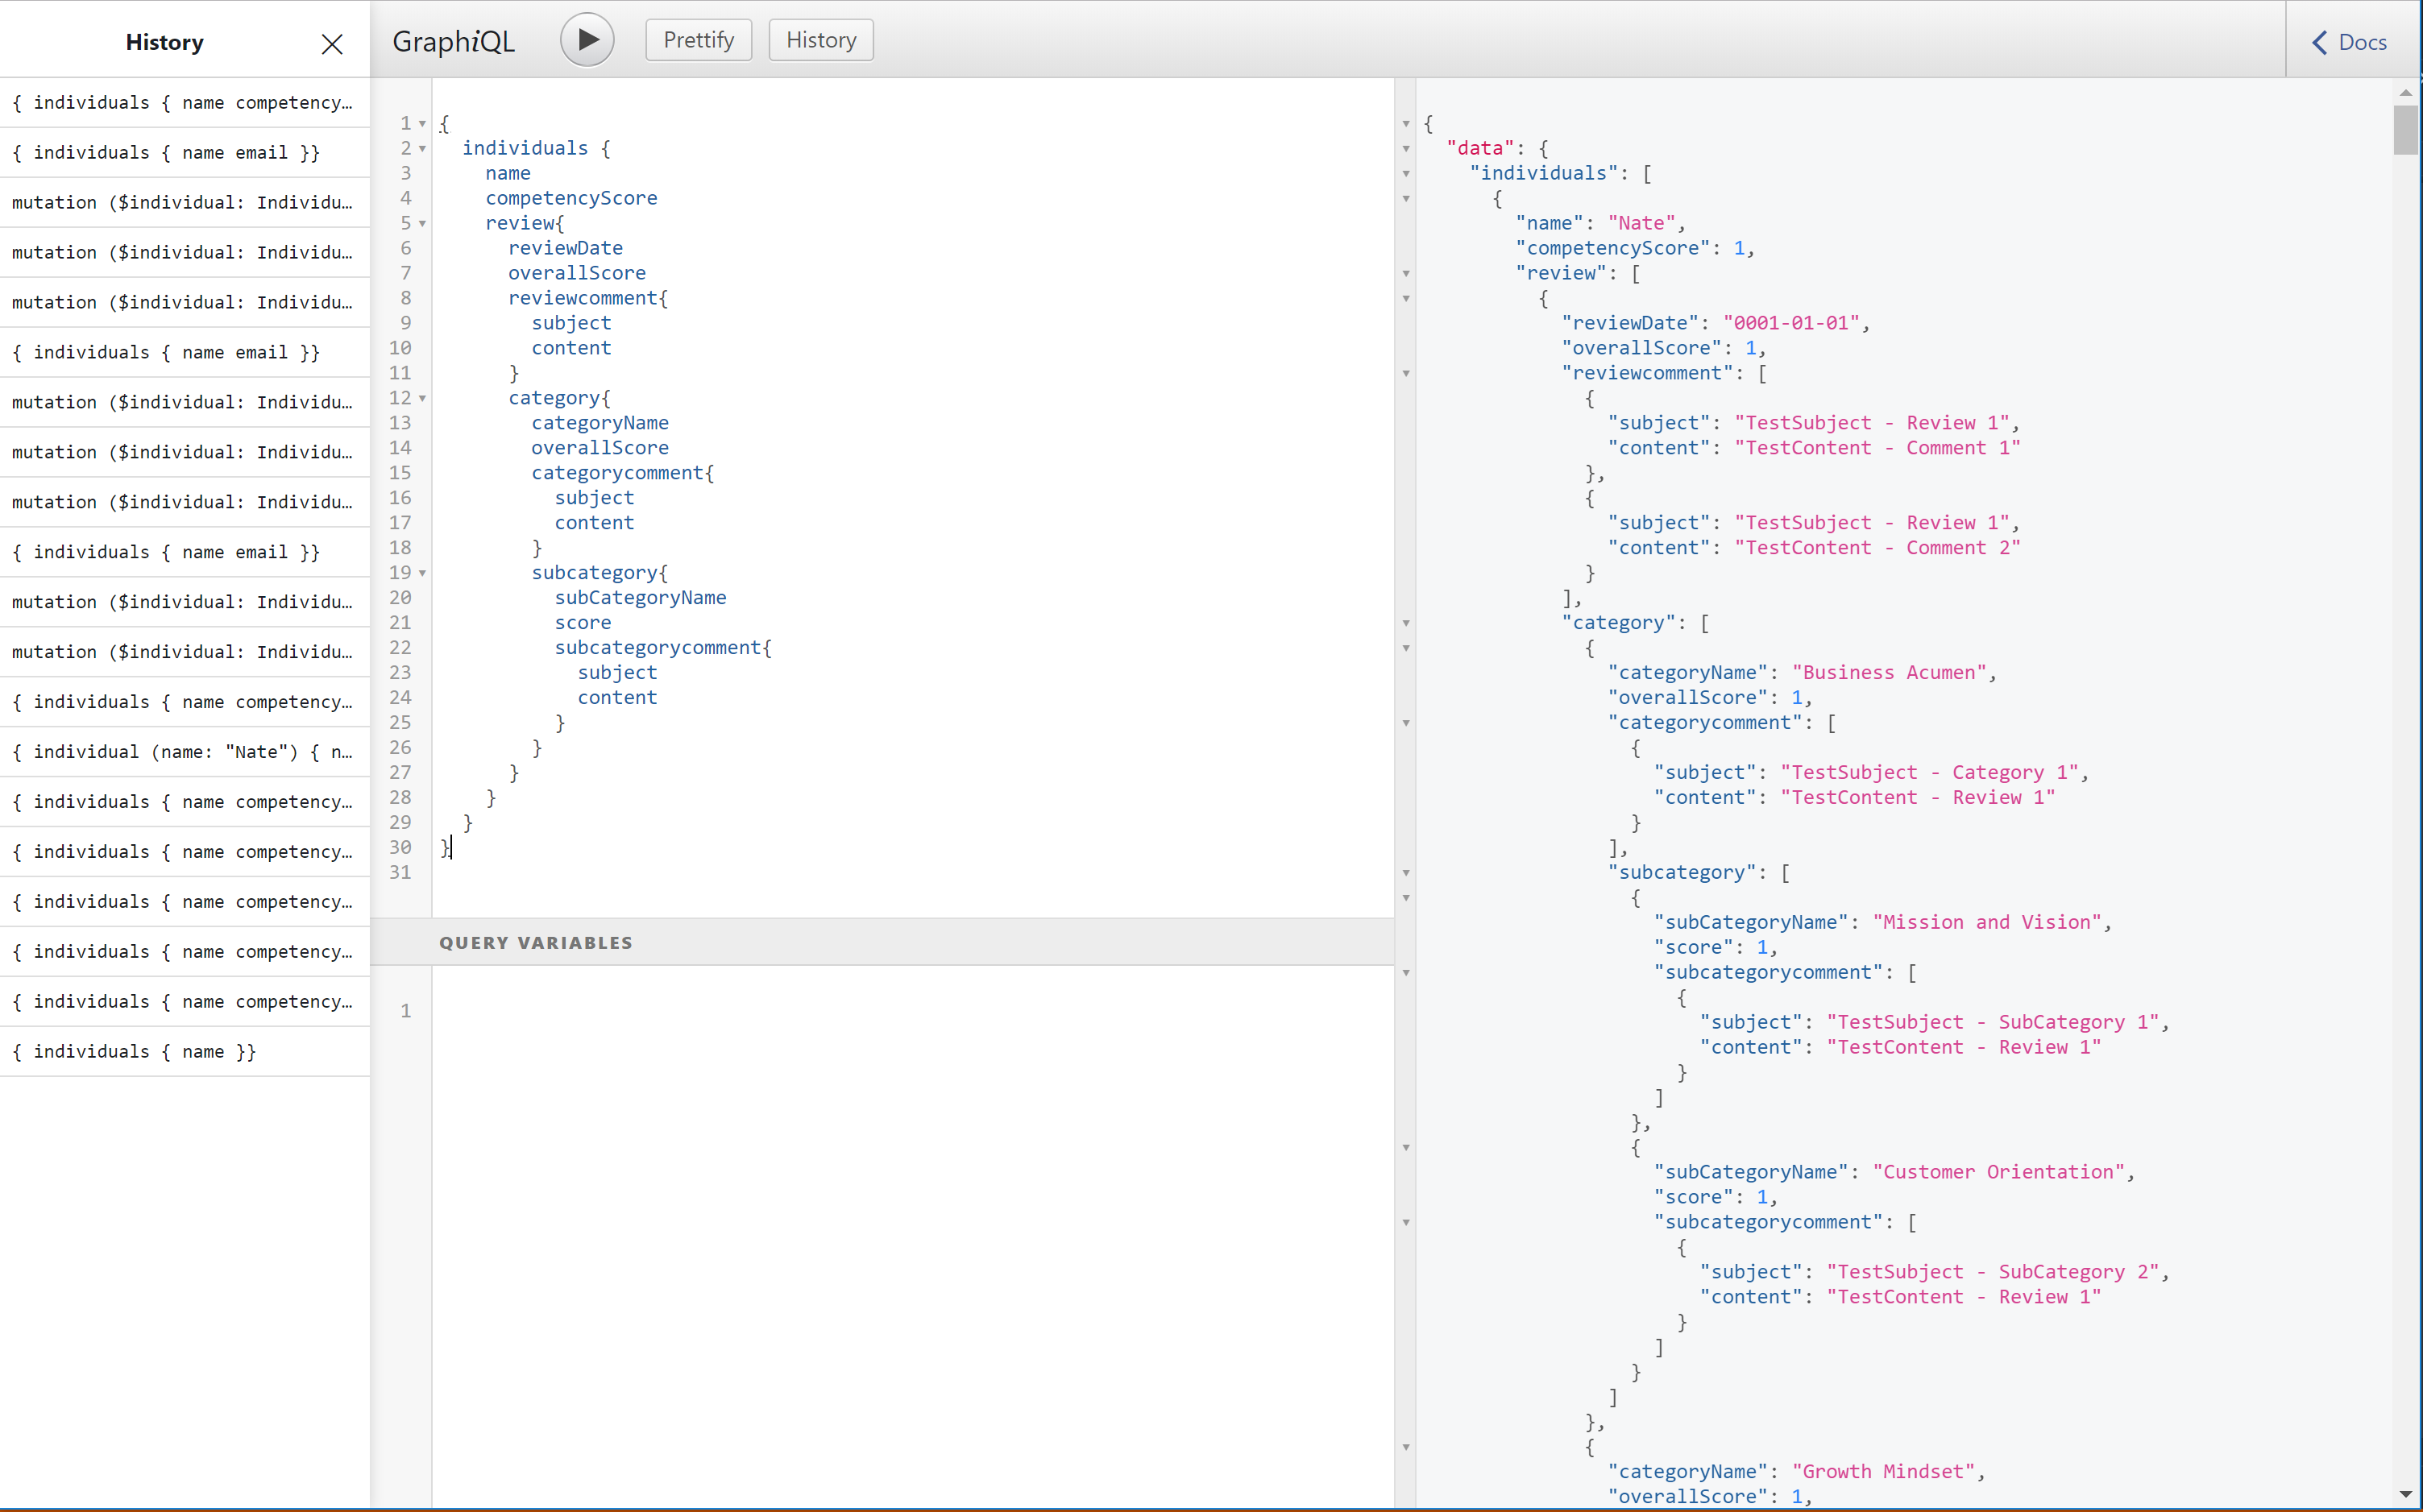 History
{ individuals { name competency…
{ individuals { name email }}
mutation ($individual: Individu…
mutation ($individual: Individu…
mutation ($individual: Individu…
{ individuals { name email }}
mutation ($individual: Individu…
mutation ($individual: Individu…
mutation ($individual: Individu…
{ individuals { name email }}
mutation ($individual: Individu…
mutation ($individual: Individu…
{ individuals { name competency…
{ individual (name: "Nate") { n…
{ individuals { name competency…
{ individuals { name competency…
{ individuals { name competency…
{ individuals { name competency…
{ individuals { name competency…
{ individuals { name }}
GraphiQL Prettify History Docs
1 {
2 individuals {
3 name
4 competencyScore
5 review{
6 reviewDate
7 overallScore
8 reviewcomment{
9 subject
10 content
11 }
12 category{
13 categoryName
14 overallScore
15 categorycomment{
16 subject
17 content
18 }
19 subcategory{
20 subCategoryName
21 score
22 subcategorycomment{
23 subject
24 content
25 }
26 }
27 }
28 }
29 }
30 }
31
QUERY VARIABLES
1
{
"data": {
"individuals": [
{
"name": "Nate",
"competencyScore": 1,
"review": [
{
"reviewDate": "0001-01-01",
"overallScore": 1,
"reviewcomment": [
{
"subject": "TestSubject - Review 1",
"content": "TestContent - Comment 1"
},
{
"subject": "TestSubject - Review 1",
"content": "TestContent - Comment 2"
}
],
"category": [
{
"categoryName": "Business Acumen",
"overallScore": 1,
"categorycomment": [
{
"subject": "TestSubject - Category 1",
"content": "TestContent - Review 1"
}
],
"subcategory": [
{
"subCategoryName": "Mission and Vision",
"score": 1,
"subcategorycomment": [
{
"subject": "TestSubject - SubCategory 1",
"content": "TestContent - Review 1"
}
]
},
{
"subCategoryName": "Customer Orientation",
"score": 1,
"subcategorycomment": [
{
"subject": "TestSubject - SubCategory 2",
"content": "TestContent - Review 1"
}
]
}
]
},
{
"categoryName": "Growth Mindset",
"overallScore": 1,